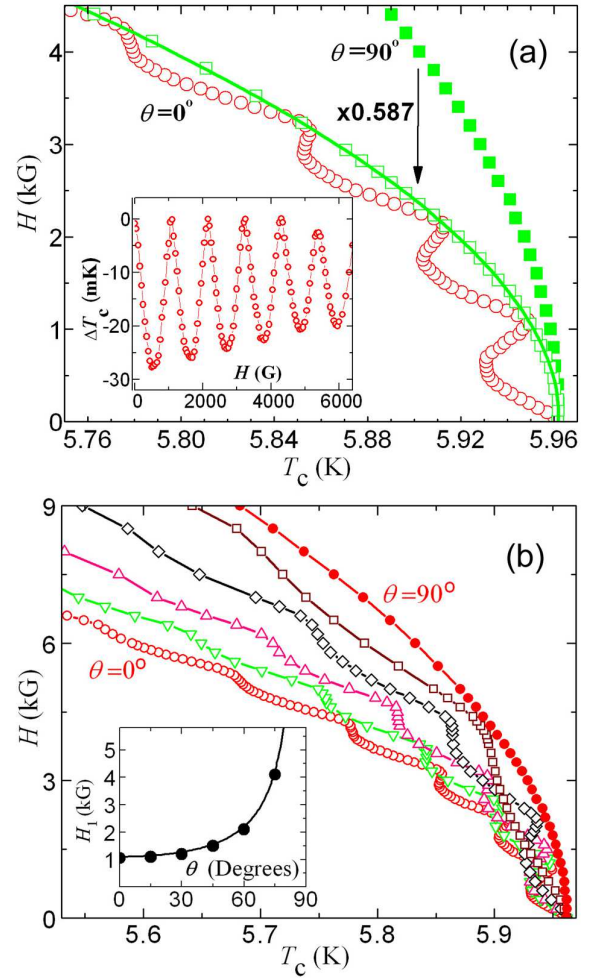 (a)
θ=90°
θ=0°
x0.587
H (kG)
4
3
2
1
0
ΔTc (mK)
0
-10
-20
-30
H (G)
0 2000 4000 6000
5.76 5.80 5.84 5.88 5.92 5.96
Tc (K)
(b)
θ=90°
θ=0°
H (kG)
9
6
3
0
H1 (kG)
5
4
3
2
1
θ (Degrees)
0 30 60 90
5.6 5.7 5.8 5.9
Tc (K)